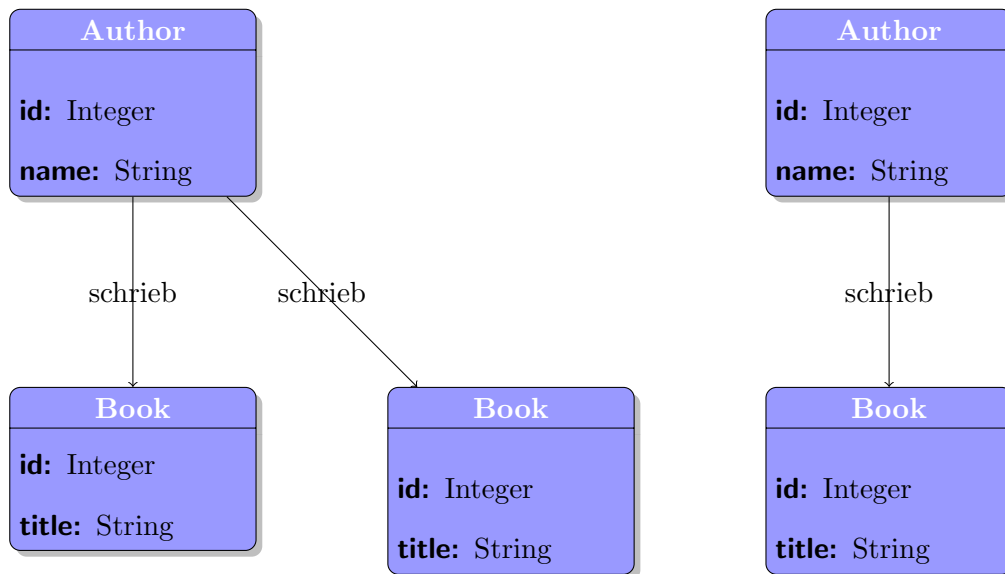 Author
id: Integer
name: String
Author
id: Integer
name: String
schrieb
schrieb
schrieb
Book
id: Integer
title: String
Book
id: Integer
title: String
Book
id: Integer
title: String